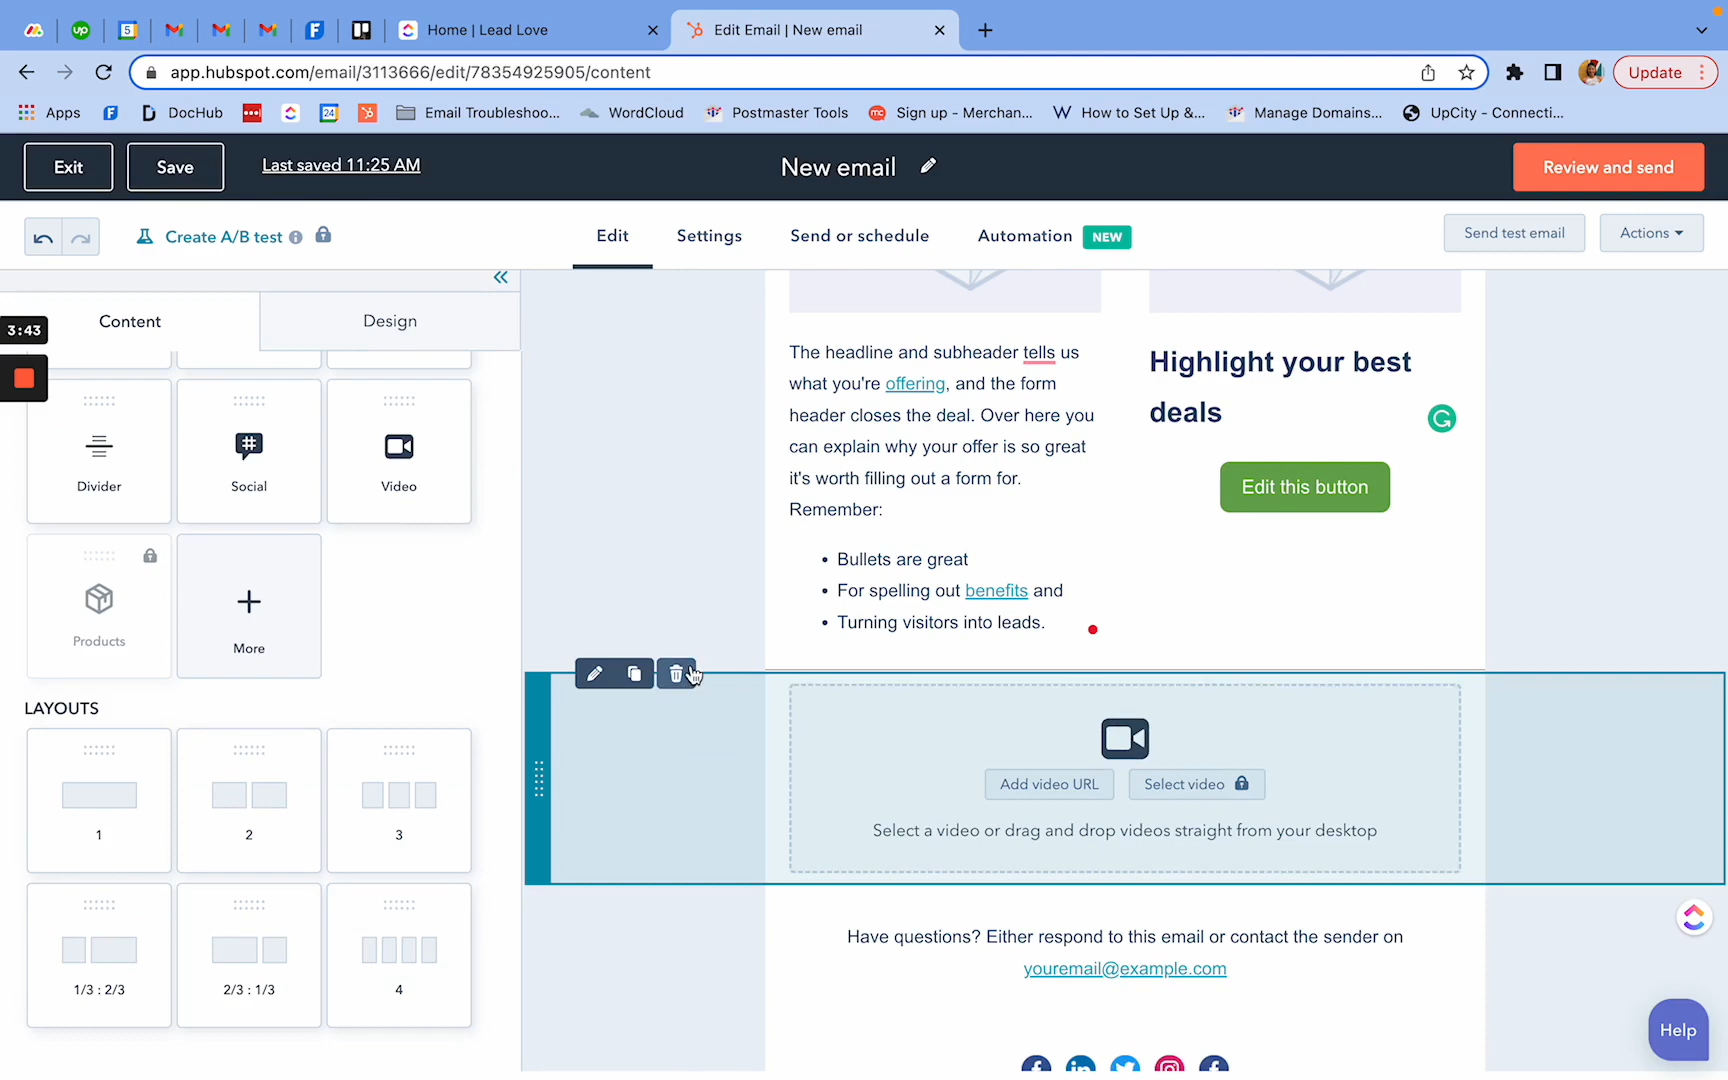 Home | Lead Love
Edit Email | New email
app.hubspot.com/email/3113666/edit/78354925905/content
Update
Apps
DocHub
24
Email Troubleshoo...
WordCloud
Postmaster Tools
Sign up - Merchan...
How to Set Up &...
Manage Domains...
UpCity - Connecti...
Exit
Save
Last saved 11:25 AM
New email
Review and send
Create A/B test
Edit
Settings
Send or schedule
Automation
NEW
Send test email
Actions
Content
Design
3:43
Divider
Social
Video
Products
More
LAYOUTS
1
2
3
1/3 : 2/3
2/3 : 1/3
4
The headline and subheader tells us
what you're offering, and the form
header closes the deal. Over here you
can explain why your offer is so great
it's worth filling out a form for.
Remember:
• Bullets are great
• For spelling out benefits and
• Turning visitors into leads.
Highlight your best
deals
Edit this button
Add video URL
Select video
Select a video or drag and drop videos straight from your desktop
Have questions? Either respond to this email or contact the sender on
youremail@example.com
Help